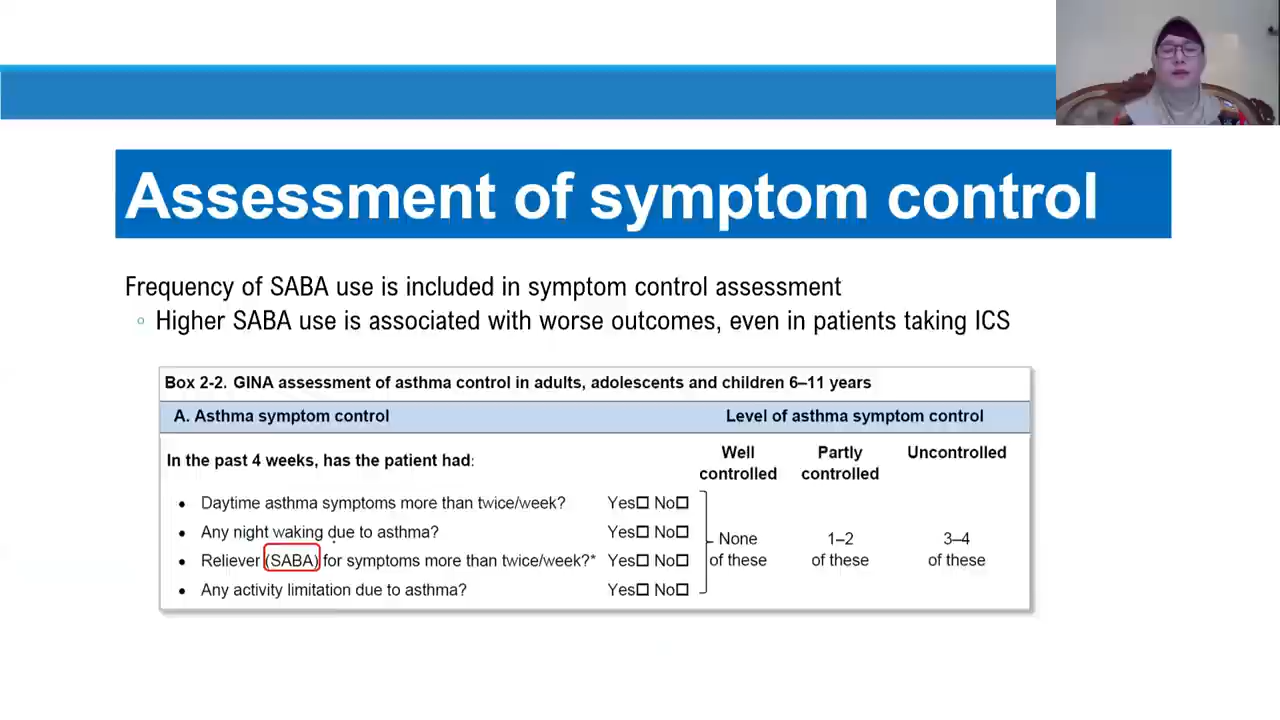 Assessment of symptom control
Frequency of SABA use is included in symptom control assessment
Higher SABA use is associated with worse outcomes, even in patients taking ICS
Box 2-2. GINA assessment of asthma control in adults, adolescents and children 6–11 years
A. Asthma symptom control Level of asthma symptom control
In the past 4 weeks, has the patient had: Well controlled Partly controlled Uncontrolled
• Daytime asthma symptoms more than twice/week? Yes☐ No☐
• Any night waking due to asthma? Yes☐ No☐
• Reliever (SABA) for symptoms more than twice/week?* Yes☐ No☐
• Any activity limitation due to asthma? Yes☐ No☐
None of these 1–2 of these 3–4 of these